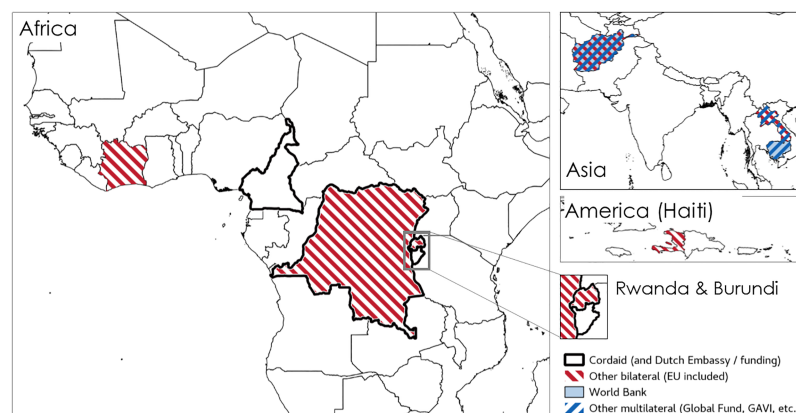 Africa
Asia
America (Haiti)
Rwanda & Burundi
Cordaid (and Dutch Embassy / funding)
Other bilateral (EU included)
World Bank
Other multilateral (Global Fund, GAVI, etc.